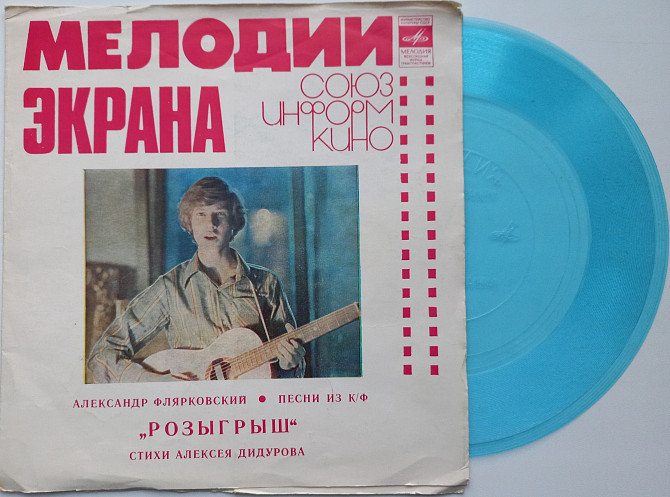 МЕЛОДИИ
ЭКРАНА
СОЮЗ
ИНФОРМ
КИНО
МЕЛОДИЯ
АЛЕКСАНДР ФЛЯРКОВСКИЙ ● ПЕСНИ ИЗ К/Ф
„РОЗЫГРЫШ“
СТИХИ АЛЕКСЕЯ ДИДУРОВА